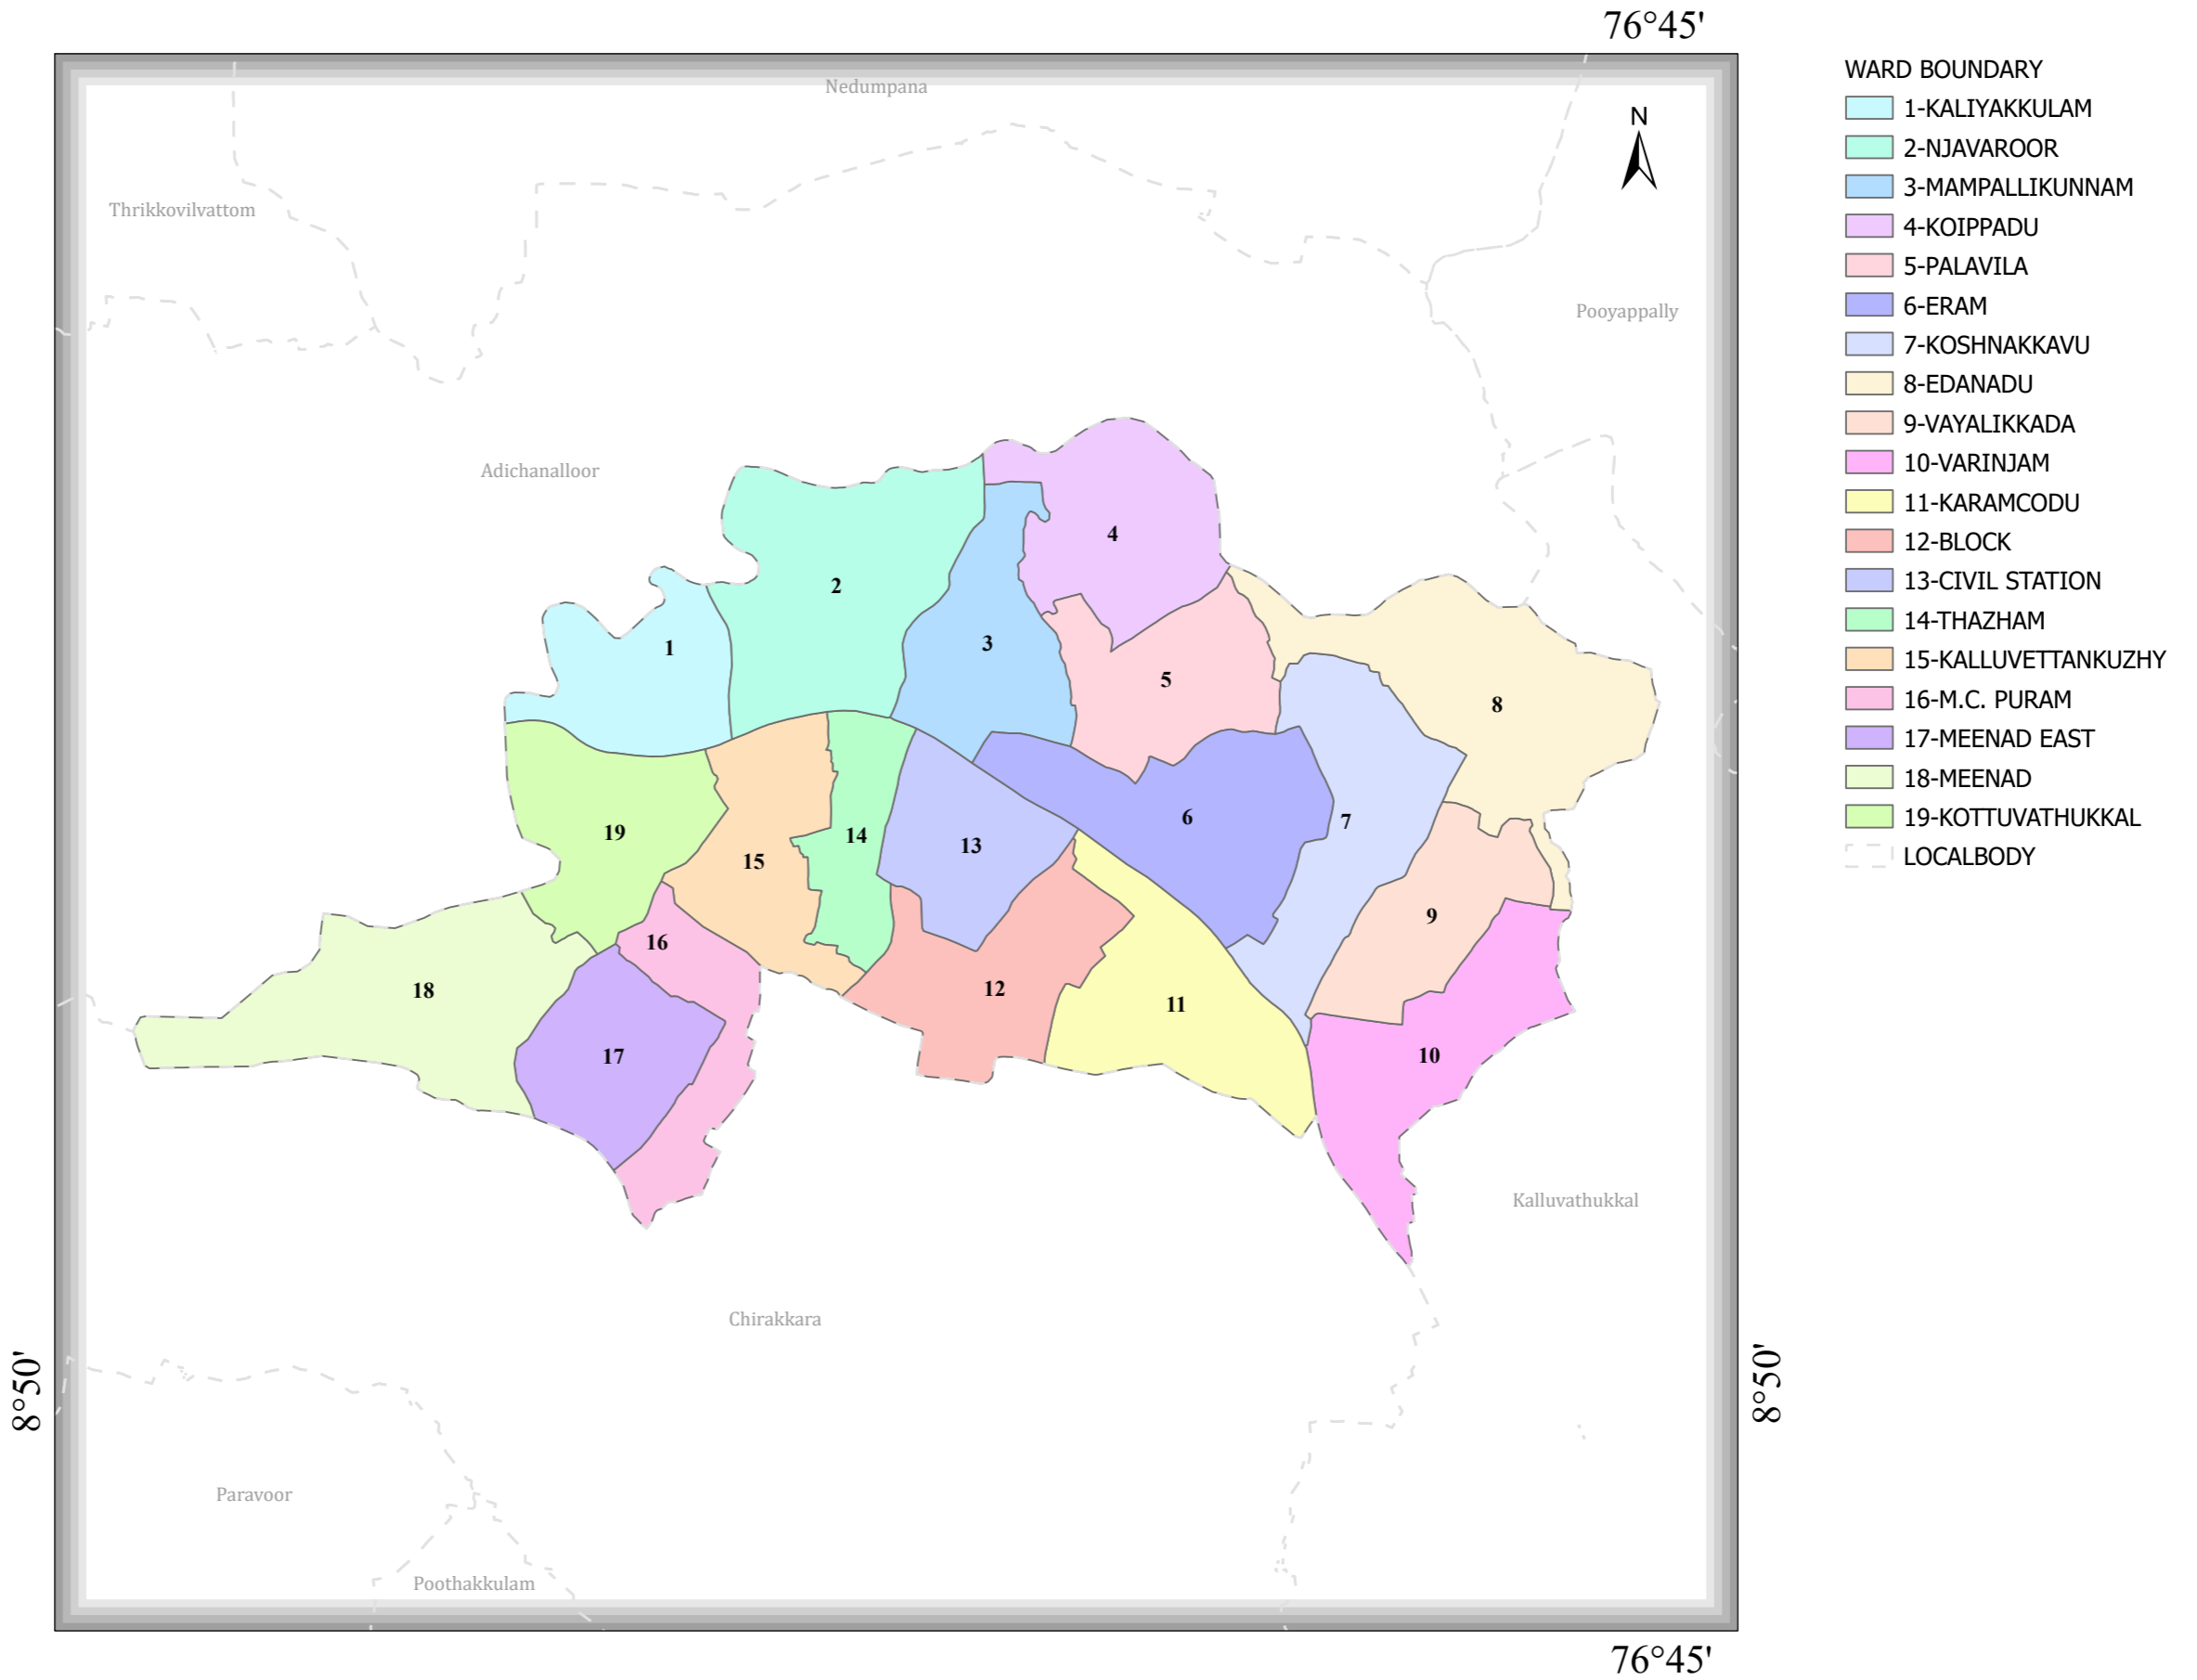 76°45'
WARD BOUNDARY
1-KALIYAKKULAM
2-NJAVAROOR
3-MAMPALLIKUNNAM
4-KOIPPADU
5-PALAVILA
6-ERAM
7-KOSHNAKKAVU
8-EDANADU
9-VAYALIKKADA
10-VARINJAM
11-KARAMCODU
12-BLOCK
13-CIVIL STATION
14-THAZHAM
15-KALLUVETTANKUZHY
16-M.C. PURAM
17-MEENAD EAST
18-MEENAD
19-KOTTUVATHUKKAL
LOCALBODY
Nedumpana
N
Thrikkovilvattom
Pooyappally
Adichanalloor
4
2
3
1
5
8
6
7
19
14
13
15
9
16
12
18
11
17
10
Kalluvathukkal
Chirakkara
8°50'
8°50'
Paravoor
Poothakkulam
76°45'